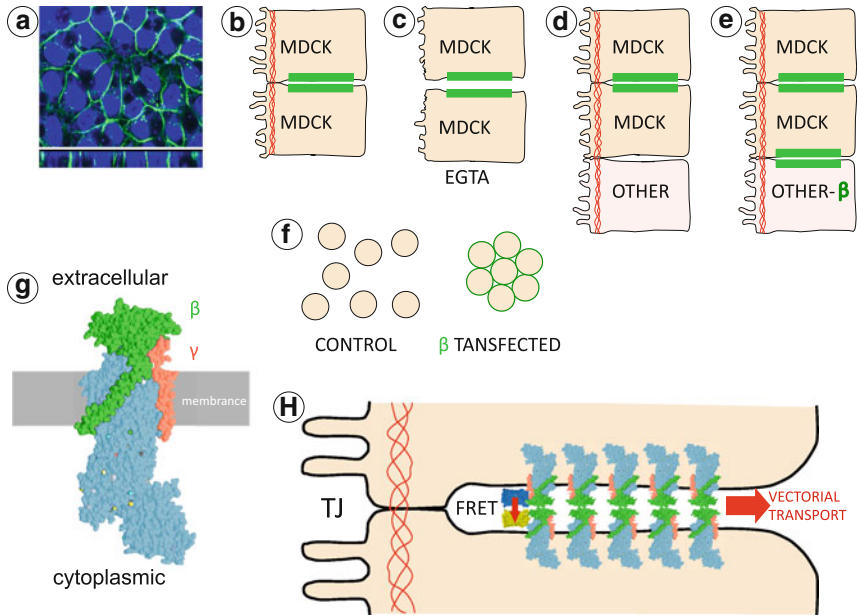 a
b
MDCK
MDCK
c
MDCK
MDCK
EGTA
d
MDCK
MDCK
OTHER
e
MDCK
MDCK
OTHER-β
f
CONTROL
β TANSFECTED
g
extracellular
β
γ
membrance
cytoplasmic
H
TJ
FRET
VECTORIAL
TRANSPORT